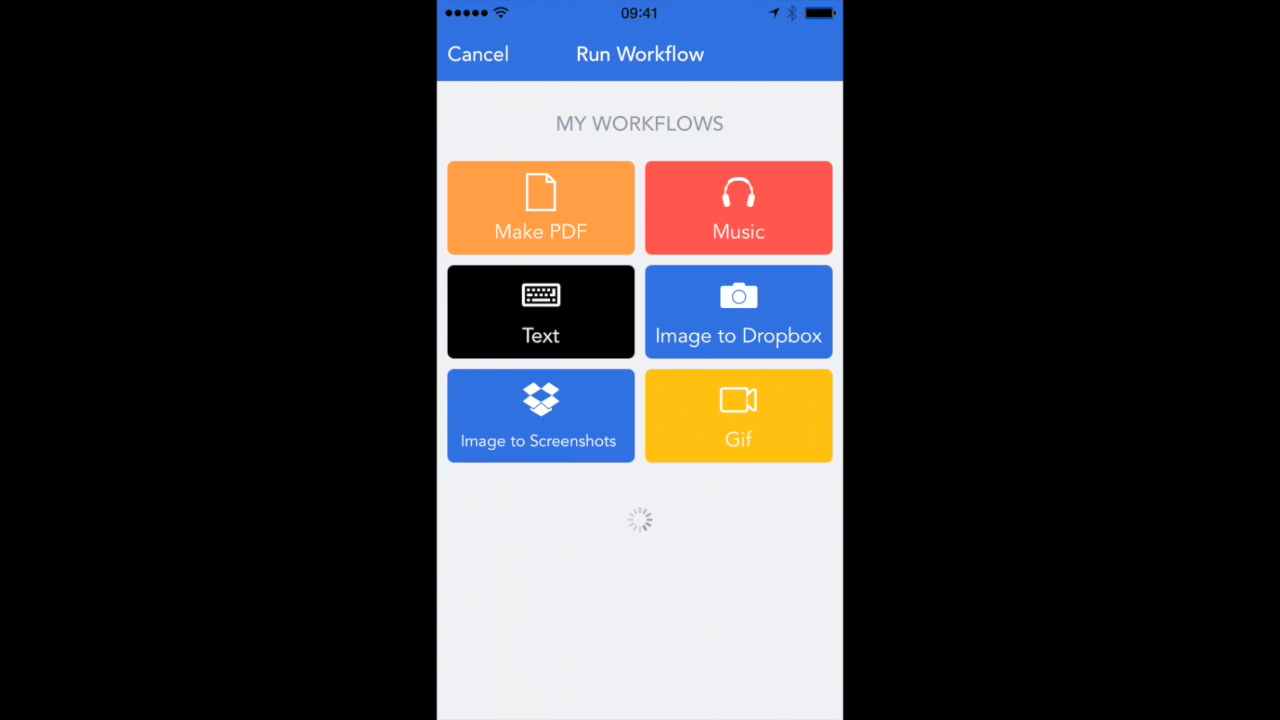 09:41
Cancel Run Workflow
MY WORKFLOWS
Make PDF
Music
Text
Image to Dropbox
Image to Screenshots
Gif